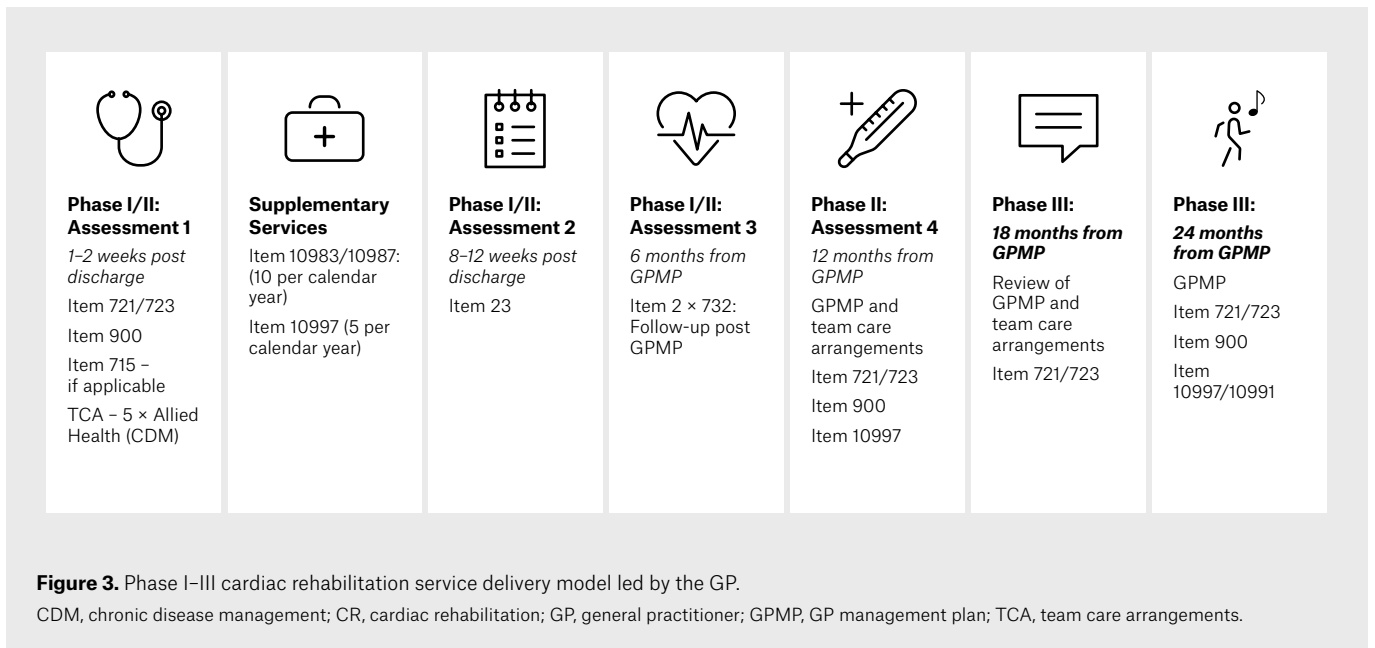 Phase I/II:
Assessment 1
1–2 weeks post
discharge
Item 721/723
Item 900
Item 715 –
if applicable
TCA – 5 × Allied
Health (CDM)
Supplementary
Services
Item 10983/10987:
(10 per calendar
year)
Item 10997 (5 per
calendar year)
Phase I/II:
Assessment 2
8–12 weeks post
discharge
Item 23
Phase I/II:
Assessment 3
6 months from
GPMP
Item 2 × 732:
Follow-up post
GPMP
Phase II:
Assessment 4
12 months from
GPMP
GPMP and
team care
arrangements
Item 721/723
Item 900
Item 10997
Phase III:
18 months from
GPMP
Review of
GPMP and
team care
arrangements
Item 721/723
Phase III:
24 months
from GPMP
GPMP
Item 721/723
Item 900
Item
10997/10991
Figure 3. Phase I–III cardiac rehabilitation service delivery model led by the GP.
CDM, chronic disease management; CR, cardiac rehabilitation; GP, general practitioner; GPMP, GP management plan; TCA, team care arrangements.